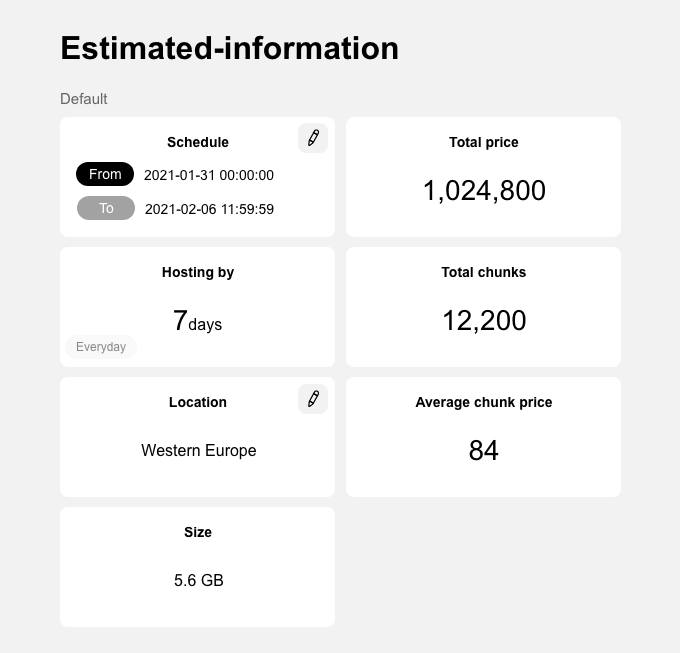 Estimated-information
Default
Schedule
From 2021-01-31 00:00:00
To 2021-02-06 11:59:59
Total price
1,024,800
Hosting by
7days
Everyday
Total chunks
12,200
Location
Western Europe
Average chunk price
84
Size
5.6 GB